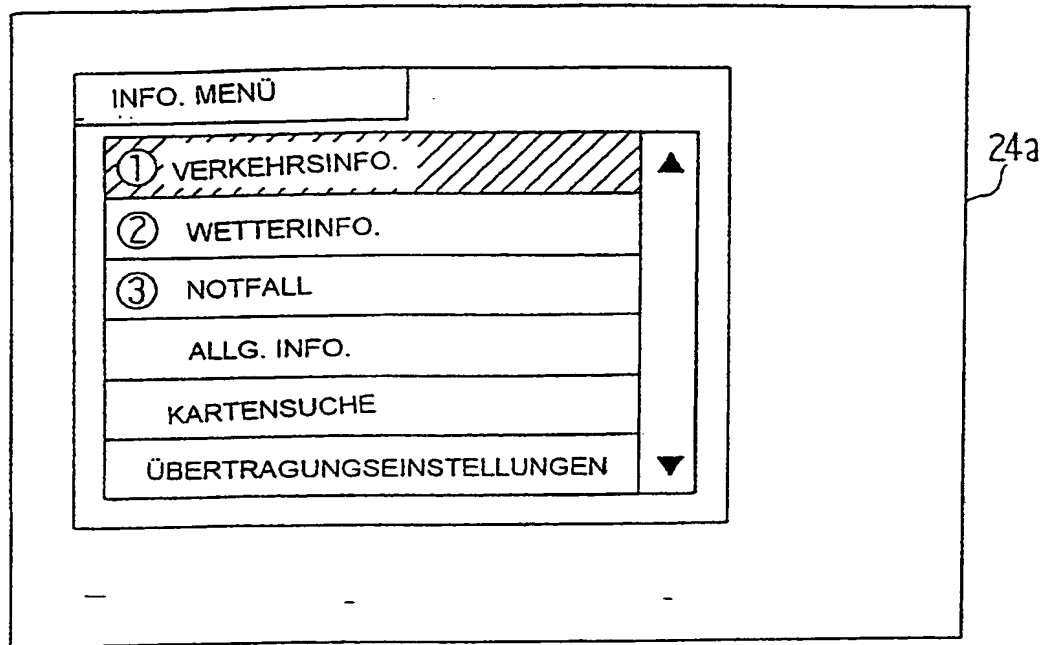 INFO. MENÜ
① VERKEHRSINFO.
② WETTERINFO.
③ NOTFALL
ALLG. INFO.
KARTENSUCHE
ÜBERTRAGUNGSEINSTELLUNGEN
24a